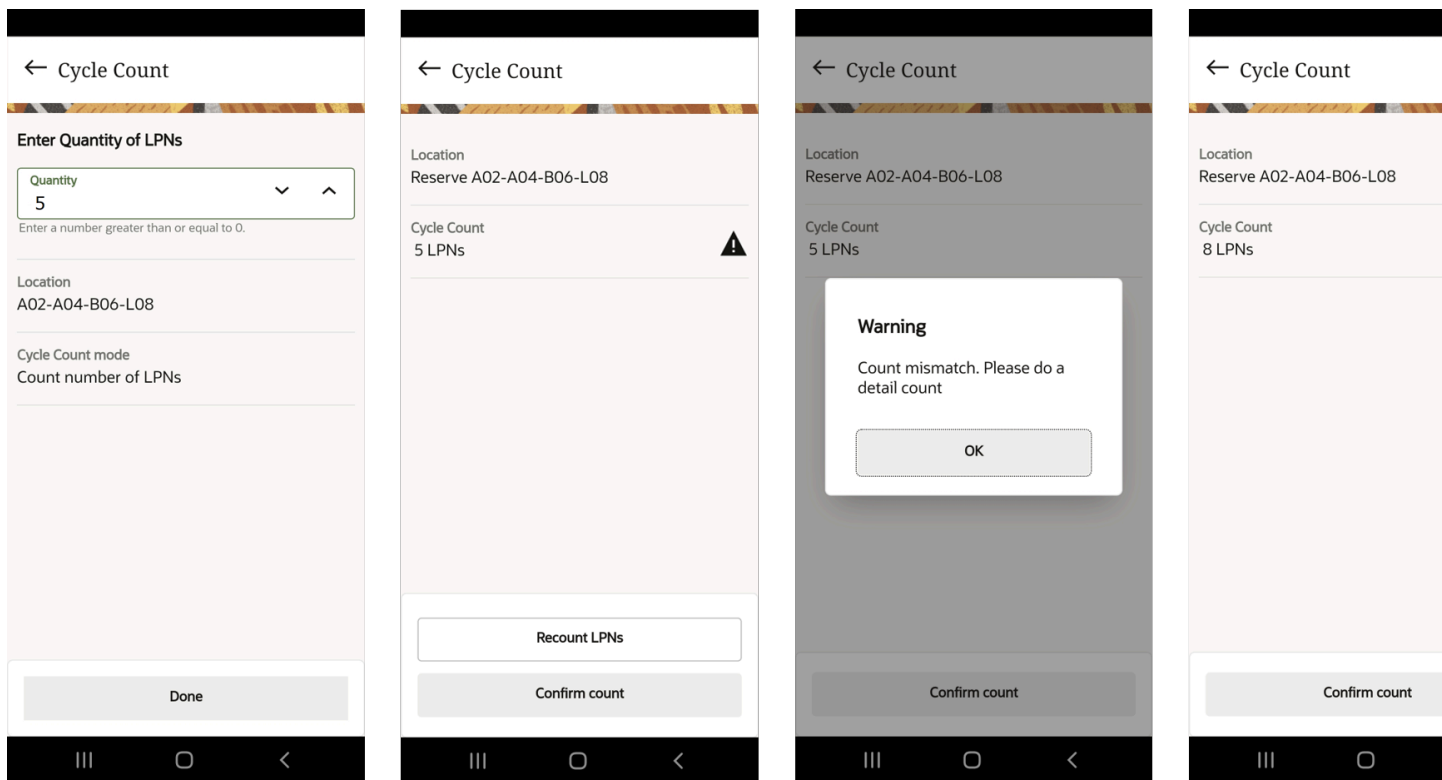 Cycle Count
Enter Quantity of LPNs
Quantity
5
Enter a number greater than or equal to 0.
Location
A02-A04-B06-L08
Cycle Count mode
Count number of LPNs
Done
Cycle Count
Location
Reserve A02-A04-B06-L08
Cycle Count
5 LPNs
Recount LPNs
Confirm count
Cycle Count
Location
Reserve A02-A04-B06-L08
Cycle Count
5 LPNs
Warning
Count mismatch. Please do a
detail count
OK
Confirm count
Cycle Count
Location
Reserve A02-A04-B06-L08
Cycle Count
8 LPNs
Confirm count